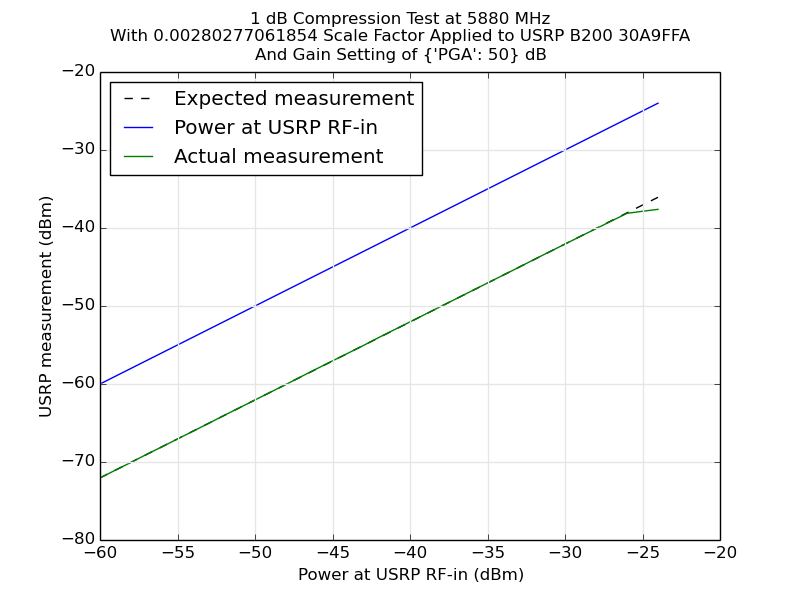 1 dB Compression Test at 5880 MHz
With 0.00280277061854 Scale Factor Applied to USRP B200 30A9FFA
And Gain Setting of {'PGA': 50} dB
−20
Expected measurement
Power at USRP RF-in
Actual measurement
−30
−40
−50
−60
−70
−80
USRP measurement (dBm)
−60 −55 −50 −45 −40 −35 −30 −25 −20
Power at USRP RF-in (dBm)